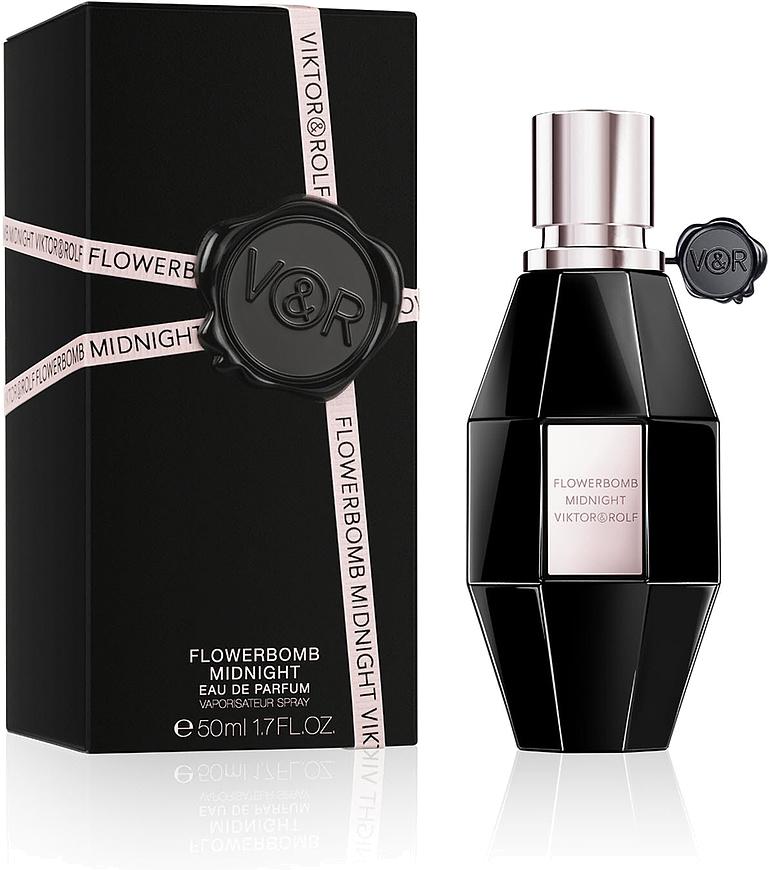 VIKTOR&ROLF
MIDNIGHT VIKTOR&ROLF FLOWERB
FLOWERBOMB MIDNIGHT
V&R
FLOWERBOMB MIDNIGHT VIK
FLOWERBOMB
MIDNIGHT
EAU DE PARFUM
VAPORISATEUR SPRAY
e 50ml 1.7FL.OZ.
V&R
FLOWERBOMB
MIDNIGHT
VIKTOR&ROLF